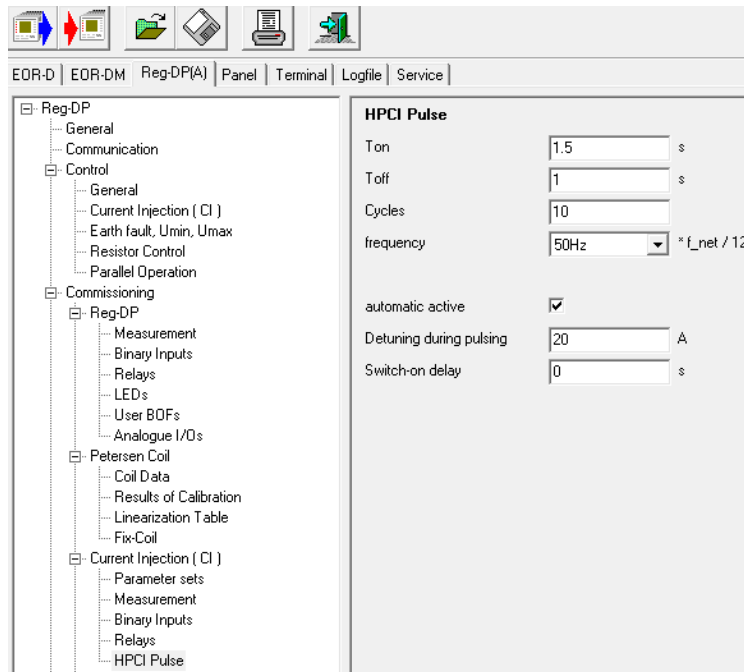 EOR-D EOR-DM Reg-DP(A) Panel Terminal Logfile Service
Reg-DP
General
Communication
Control
General
Current Injection ( CI )
Earth fault, Umin, Umax
Resistor Control
Parallel Operation
Commissioning
Reg-DP
Measurement
Binary Inputs
Relays
LEDs
User BOFs
Analogue I/Os
Petersen Coil
Coil Data
Results of Calibration
Linearization Table
Fix-Coil
Current Injection ( CI )
Parameter sets
Measurement
Binary Inputs
Relays
HPCI Pulse
HPCI Pulse
Ton 1.5 s
Toff 1 s
Cycles 10
frequency 50Hz * f_net / 12
automatic active
Detuning during pulsing 20 A
Switch-on delay 0 s